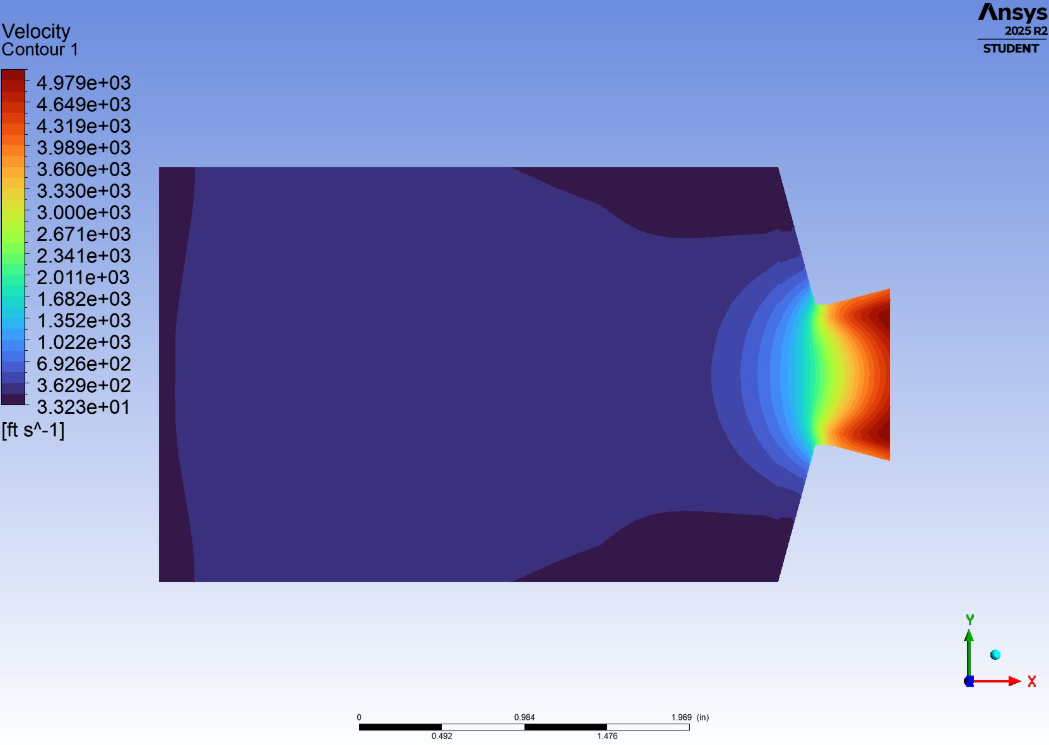 Ansys
2025 R2
STUDENT
Velocity
Contour 1
4.979e+03
4.649e+03
4.319e+03
3.989e+03
3.660e+03
3.330e+03
3.000e+03
2.671e+03
2.341e+03
2.011e+03
1.682e+03
1.352e+03
1.022e+03
6.926e+02
3.629e+02
3.323e+01
[ft s^-1]
Y
X
0 0.984 1.969 (in)
0.492 1.476